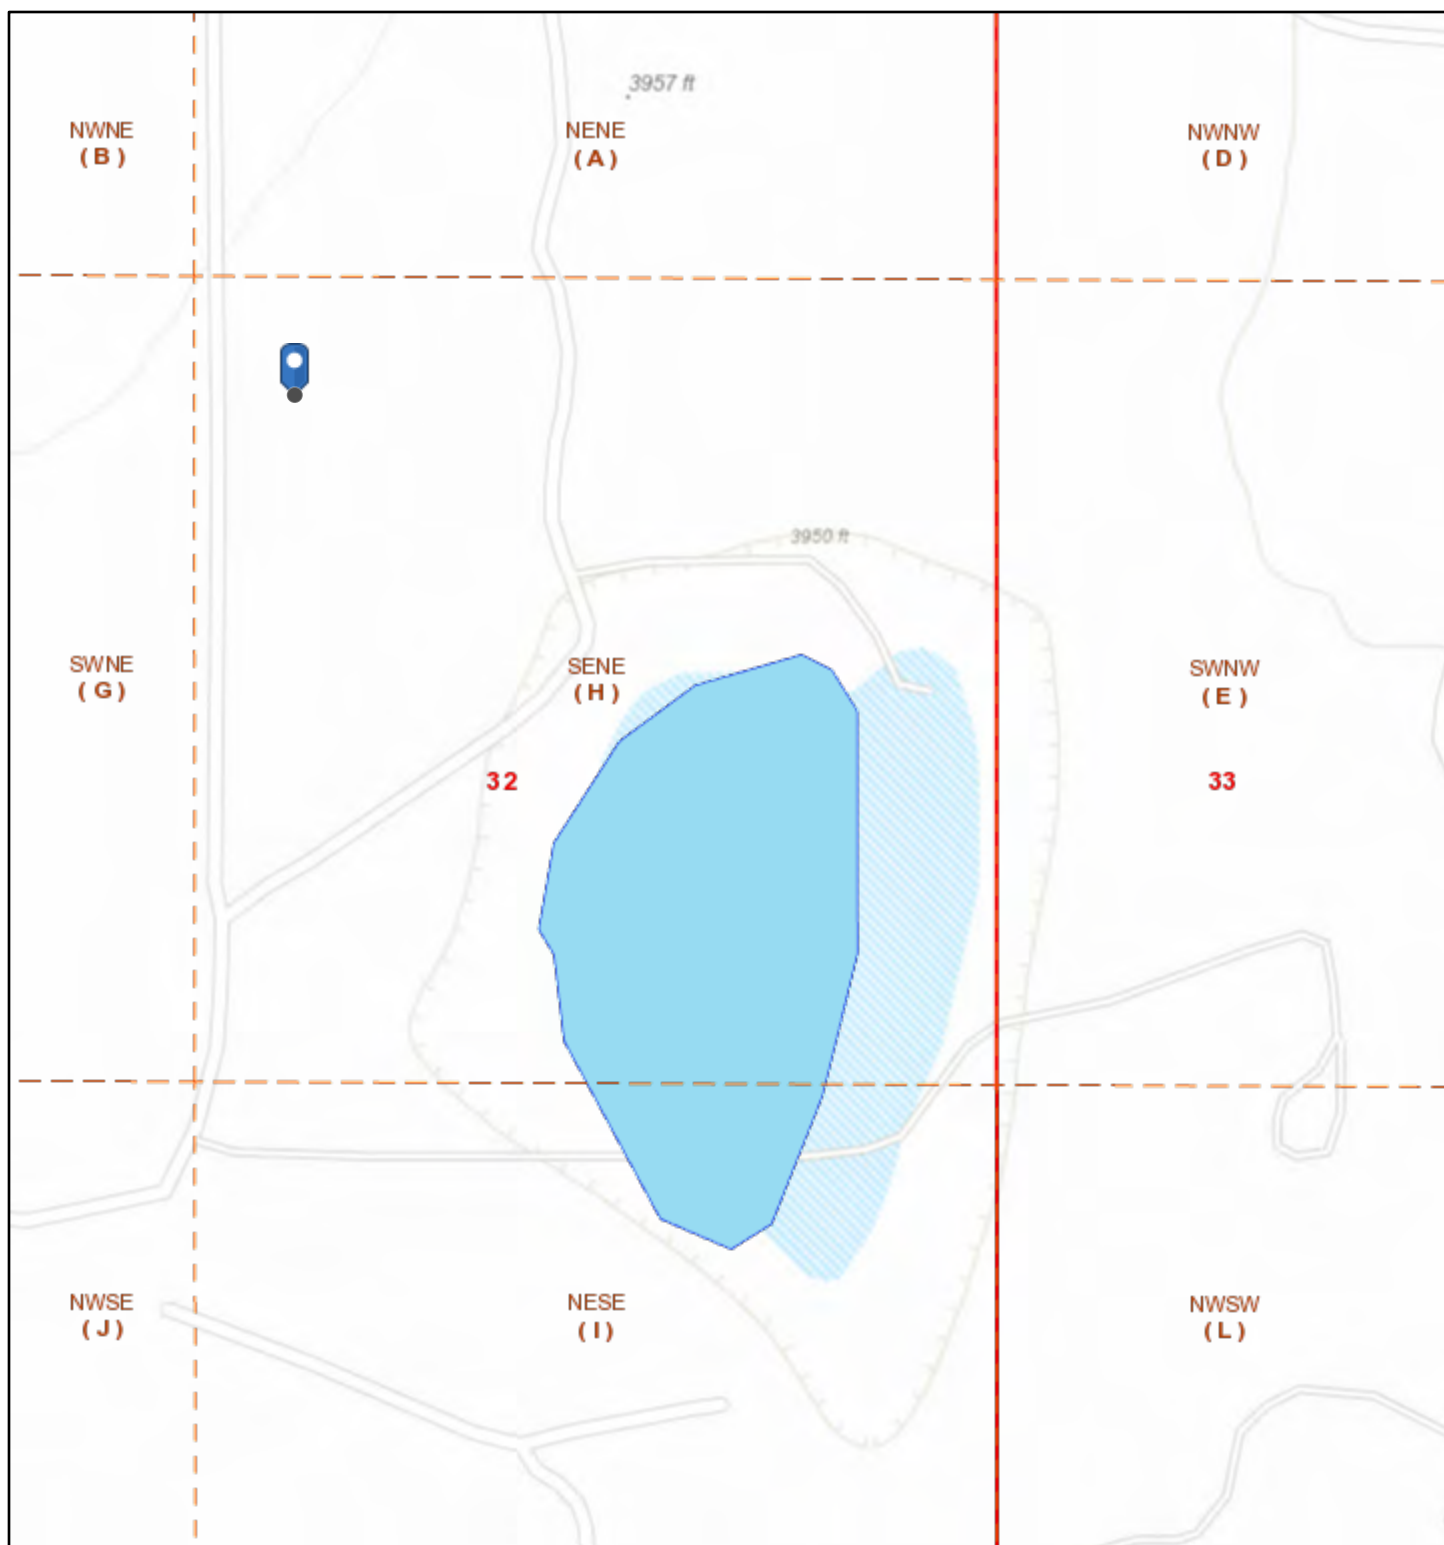 3957 ft
NWNE
(B)
NENE
(A)
NWNW
(D)
3950 ft
SWNE
(G)
SENE
(H)
SWNW
(E)
32
33
NWSE
(J)
NESE
(I)
NWSW
(L)